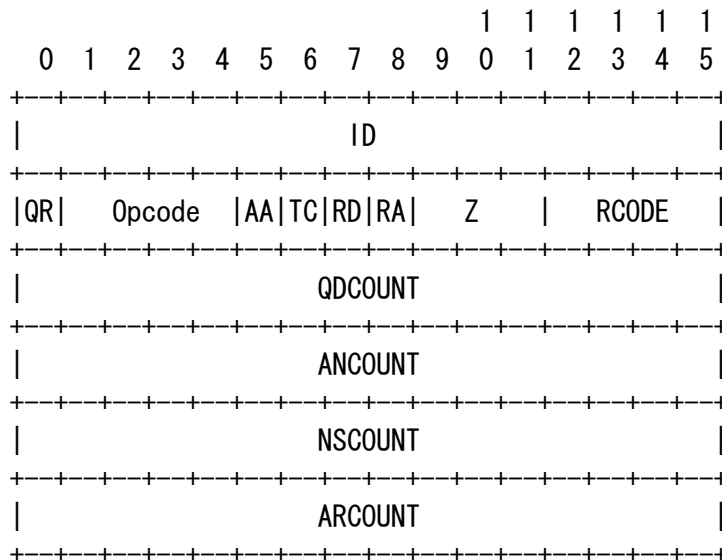 1  1  1  1  1  1
  0  1  2  3  4  5  6  7  8  9  0  1  2  3  4  5
+--+--+--+--+--+--+--+--+--+--+--+--+--+--+--+--+
|                      ID                       |
+--+--+--+--+--+--+--+--+--+--+--+--+--+--+--+--+
|QR|   Opcode  |AA|TC|RD|RA|   Z    |   RCODE   |
+--+--+--+--+--+--+--+--+--+--+--+--+--+--+--+--+
|                    QDCOUNT                    |
+--+--+--+--+--+--+--+--+--+--+--+--+--+--+--+--+
|                    ANCOUNT                    |
+--+--+--+--+--+--+--+--+--+--+--+--+--+--+--+--+
|                    NSCOUNT                    |
+--+--+--+--+--+--+--+--+--+--+--+--+--+--+--+--+
|                    ARCOUNT                    |
+--+--+--+--+--+--+--+--+--+--+--+--+--+--+--+--+